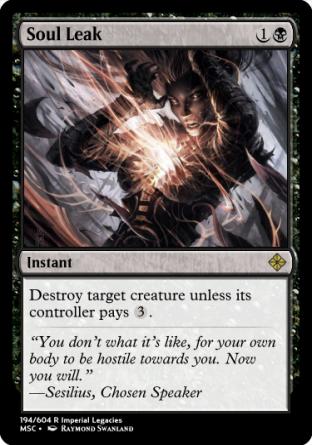 Soul Leak 1
Instant
Destroy target creature unless its
controller pays 3.
“You don’t what it’s like, for your own
body to be hostile towards you. Now
you will.”
—Sesilius, Chosen Speaker
194/604 R Imperial Legacies
MSC • Raymond Swanland